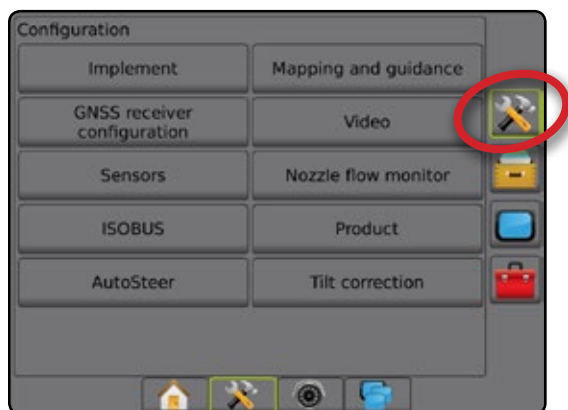 Configuration
Implement
Mapping and guidance
GNSS receiver
configuration
Video
Sensors
Nozzle flow monitor
ISOBUS
Product
AutoSteer
Tilt correction